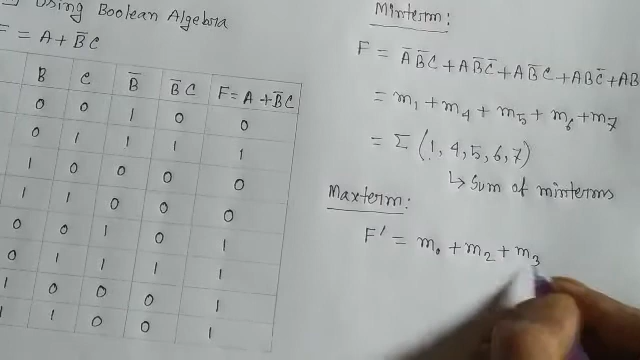 Using Boolean Algebra
F = A + B̅C
B C B̅ B̅C F = A + B̅C
0 0 1 0 0
0 1 1 1 1
1 0 0 0 0
1 1 0 0 0
0 0 1 0 1
0 1 1 1 1
1 0 0 0 1
1 1 0 0 1
Minterm:
F = A̅B̅C + AB̅C̅ + AB̅C + ABC̅ + AB
= m₁ + m₄ + m₅ + m₆ + m₇
= Σ (1, 4, 5, 6, 7)
↳ Sum of minterms
Maxterm:
F' = m₀ + m₂ + m₃